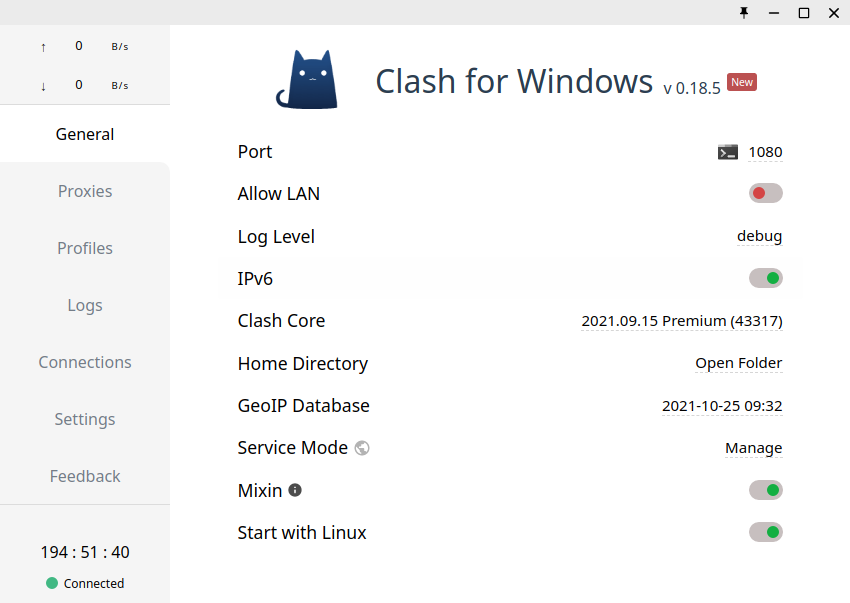 ↑ 0 B/s
↓ 0 B/s
General
Proxies
Profiles
Logs
Connections
Settings
Feedback
194 : 51 : 40
Connected
Clash for Windows v 0.18.5 New
Port 1080
Allow LAN
Log Level debug
IPv6
Clash Core 2021.09.15 Premium (43317)
Home Directory Open Folder
GeoIP Database 2021-10-25 09:32
Service Mode Manage
Mixin
Start with Linux